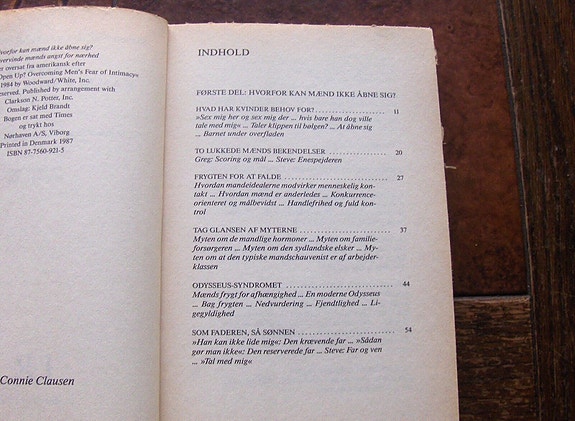 vorfor kan mænd ikke åbne sig?
vervinde mænds angst for nærhed
er oversat fra amerikansk efter
Open Up? Overcoming Men's Fear of Intimacy«
1984 by Woodward/White, Inc.
served. Published by arrangement with
Clarkson N. Potter, Inc.
Omslag: Kjeld Brandt
Bogen er sat med Times
og trykt hos
Nørhaven A/S, Viborg
Printed in Denmark 1987
ISBN 87-7560-921-5
Connie Clausen
INDHOLD
FØRSTE DEL: HVORFOR KAN MÆND IKKE ÅBNE SIG?
HVAD HAR KVINDER BEHOV FOR? 11
»Sex mig her og sex mig der ... hvis bare han dog ville
tale med mig« ... Taler klippen til bølgen? ... At åbne sig
... Barnet under overfladen
TO LUKKEDE MÆNDS BEKENDELSER 20
Greg: Scoring og mål ... Steve: Enespejderen
FRYGTEN FOR AT FALDE 27
Hvordan mandeidealerne modvirker menneskelig kon-
takt ... Hvordan mænd er anderledes ... Konkurrence-
orienteret og målbevidst ... Handlefrihed og fuld kon-
trol
TAG GLANSEN AF MYTERNE 37
Myten om de mandlige hormoner ... Myten om familie-
forsørgeren ... Myten om den sydlandske elsker ... My-
ten om at den typiske mandschauvenist er af arbejder-
klassen
ODYSSEUS-SYNDROMET 44
Mænds frygt for afhængighed ... En moderne Odysseus
... Bag frygten ... Nedvurdering ... Fjendtlighed ... Li-
gegyldighed
SOM FADEREN, SÅ SØNNEN 54
»Han kan ikke lide mig«: Den krævende far ... »Sådan
gør man ikke«: Den reserverede far ... Steve: Far og ven
... »Tal med mig«